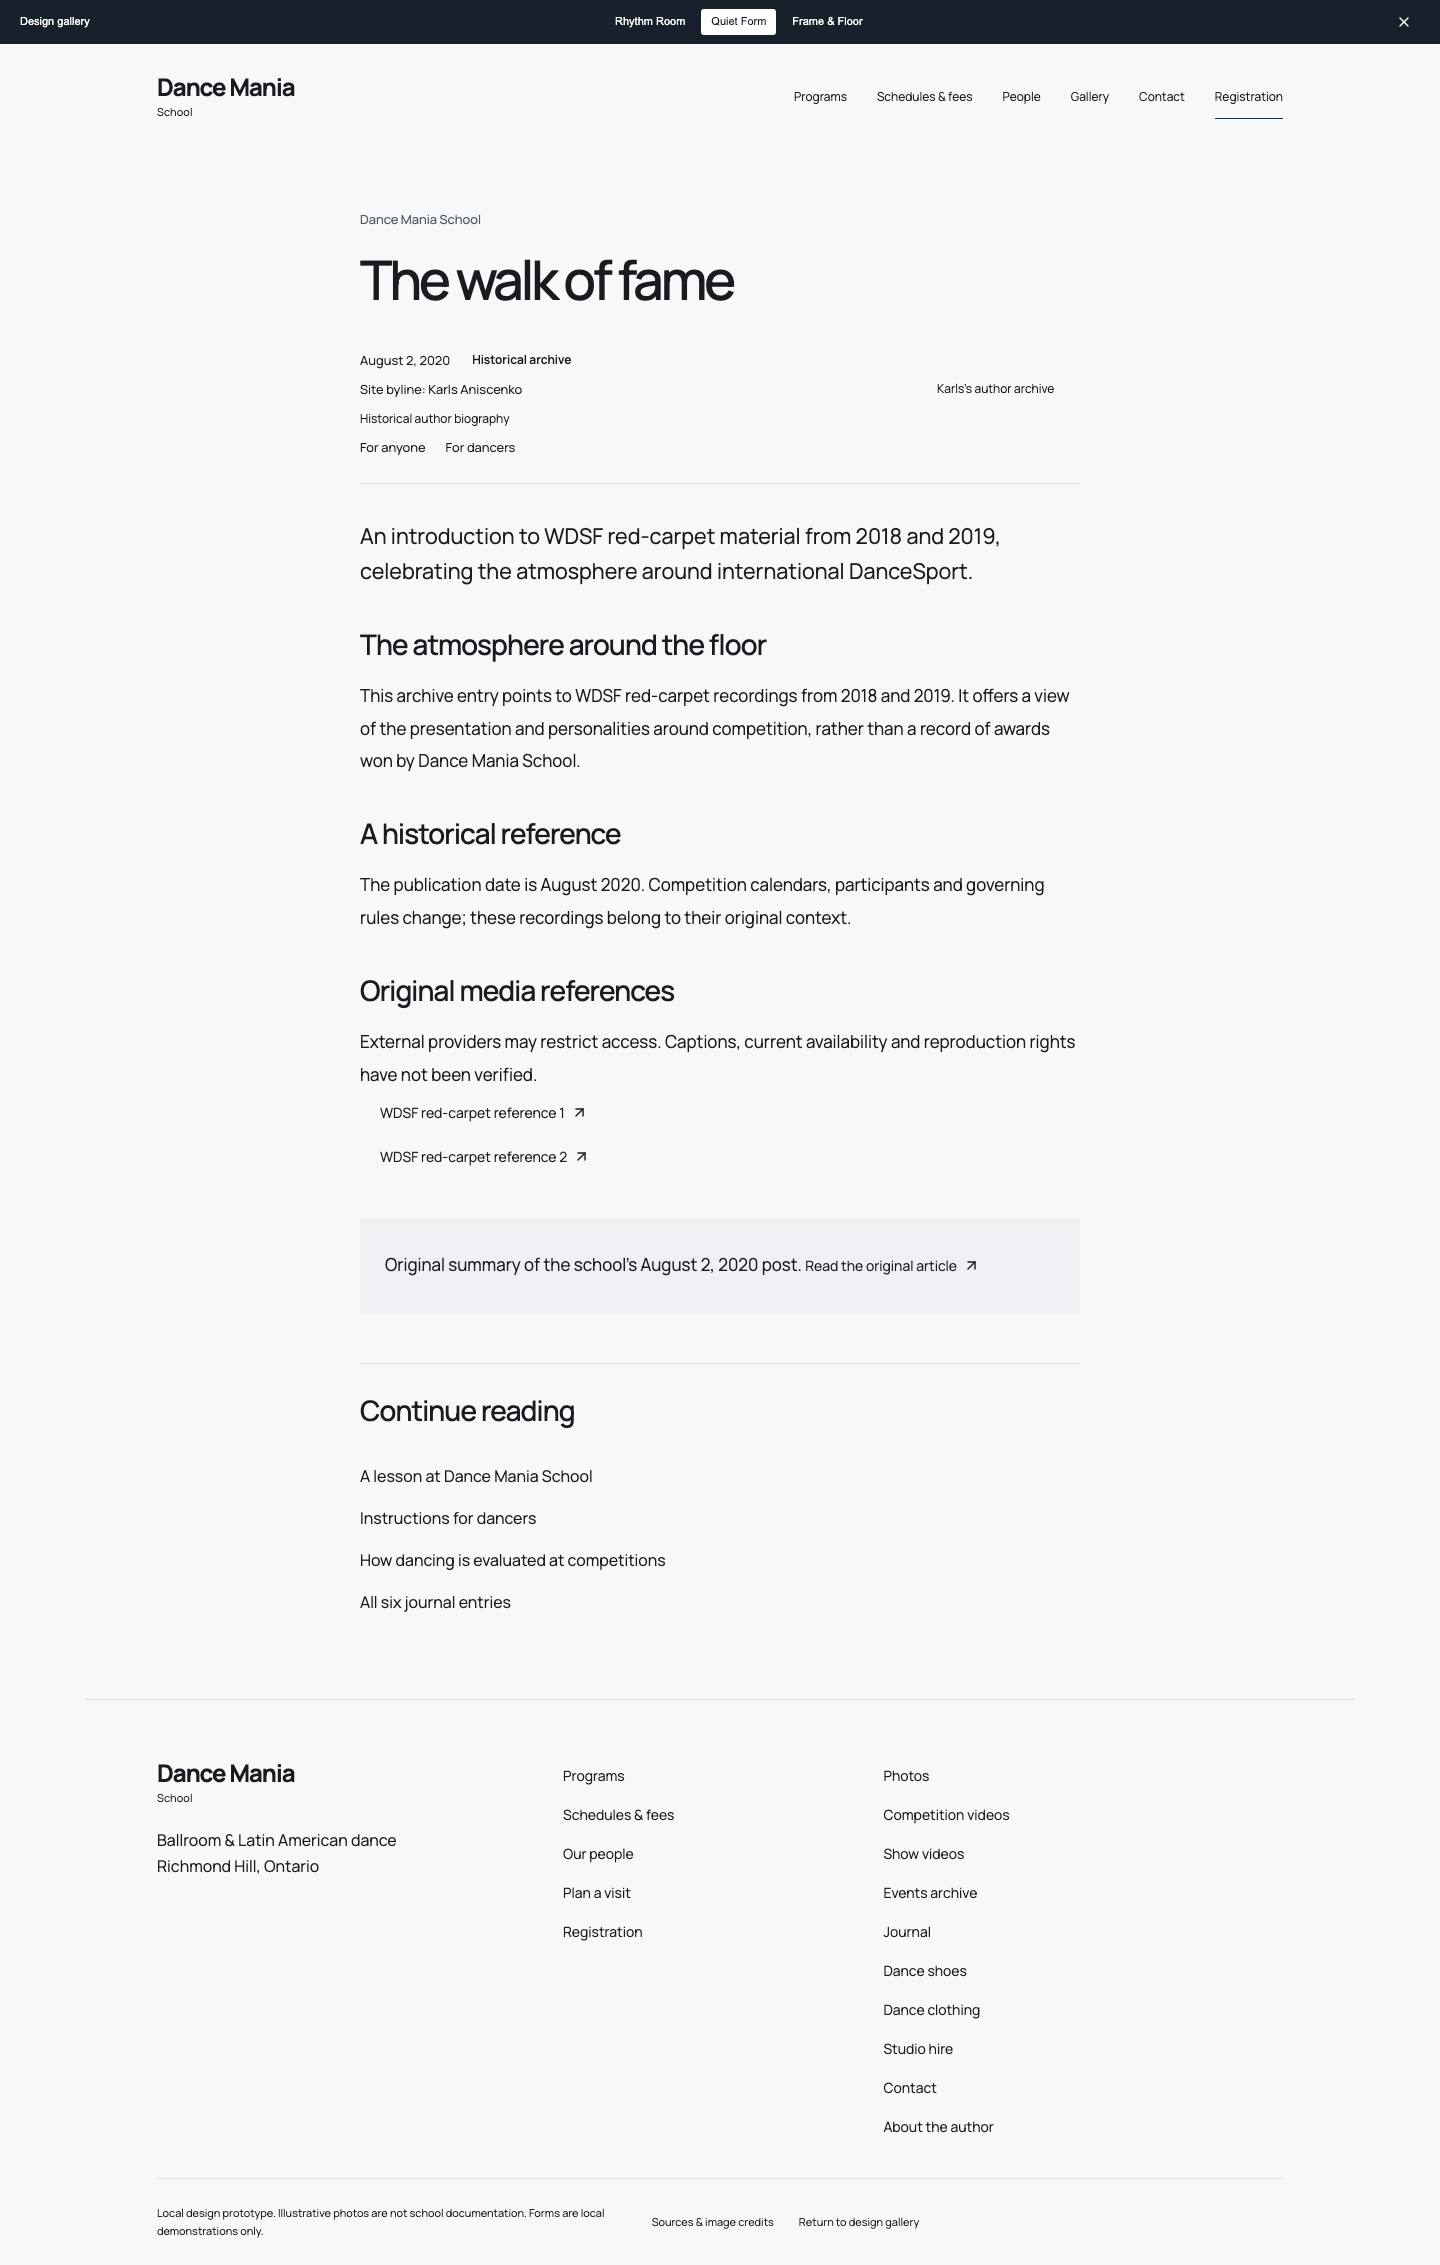 Design gallery
Rhythm Room
Quiet Form
Frame & Floor
Dance Mania
School
Programs
Schedules & fees
People
Gallery
Contact
Registration
Dance Mania School
The walk of fame
August 2, 2020
Historical archive
Site byline: Karls Aniscenko
Karls's author archive
Historical author biography
For anyone
For dancers
An introduction to WDSF red-carpet material from 2018 and 2019,
celebrating the atmosphere around international DanceSport.
The atmosphere around the floor
This archive entry points to WDSF red-carpet recordings from 2018 and 2019. It offers a view
of the presentation and personalities around competition, rather than a record of awards
won by Dance Mania School.
A historical reference
The publication date is August 2020. Competition calendars, participants and governing
rules change; these recordings belong to their original context.
Original media references
External providers may restrict access. Captions, current availability and reproduction rights
have not been verified.
WDSF red-carpet reference 1
WDSF red-carpet reference 2
Original summary of the school's August 2, 2020 post. Read the original article
Continue reading
A lesson at Dance Mania School
Instructions for dancers
How dancing is evaluated at competitions
All six journal entries
Dance Mania
School
Ballroom & Latin American dance
Richmond Hill, Ontario
Programs
Schedules & fees
Our people
Plan a visit
Registration
Photos
Competition videos
Show videos
Events archive
Journal
Dance shoes
Dance clothing
Studio hire
Contact
About the author
Local design prototype. Illustrative photos are not school documentation. Forms are local
demonstrations only.
Sources & image credits
Return to design gallery